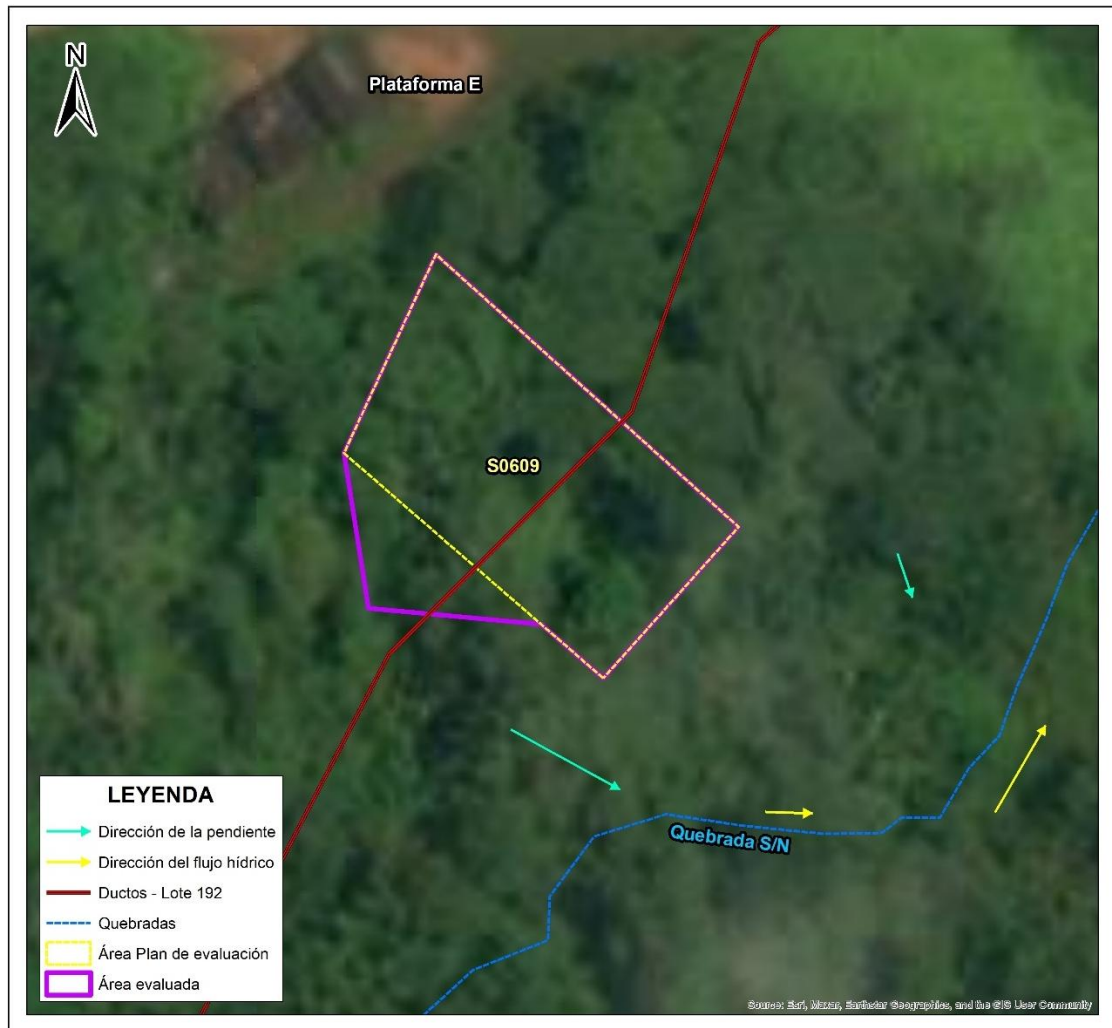 N
Plataforma E
S0609
Quebrada S/N
LEYENDA
Dirección de la pendiente
Dirección del flujo hídrico
Ductos - Lote 192
Quebradas
Área Plan de evaluación
Área evaluada
Source: Esri, Maxar, Earthstar Geographics, and the GIS User Community